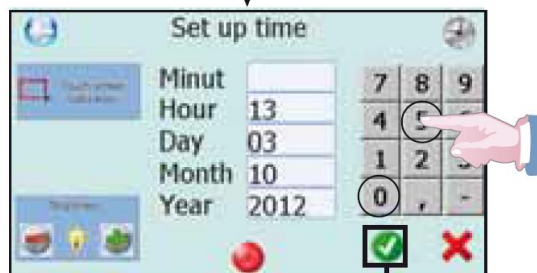 Set up time
Minut
Hour 13
Day 03
Month 10
Year 2012
7 8 9
4 5
1 2
0 , -